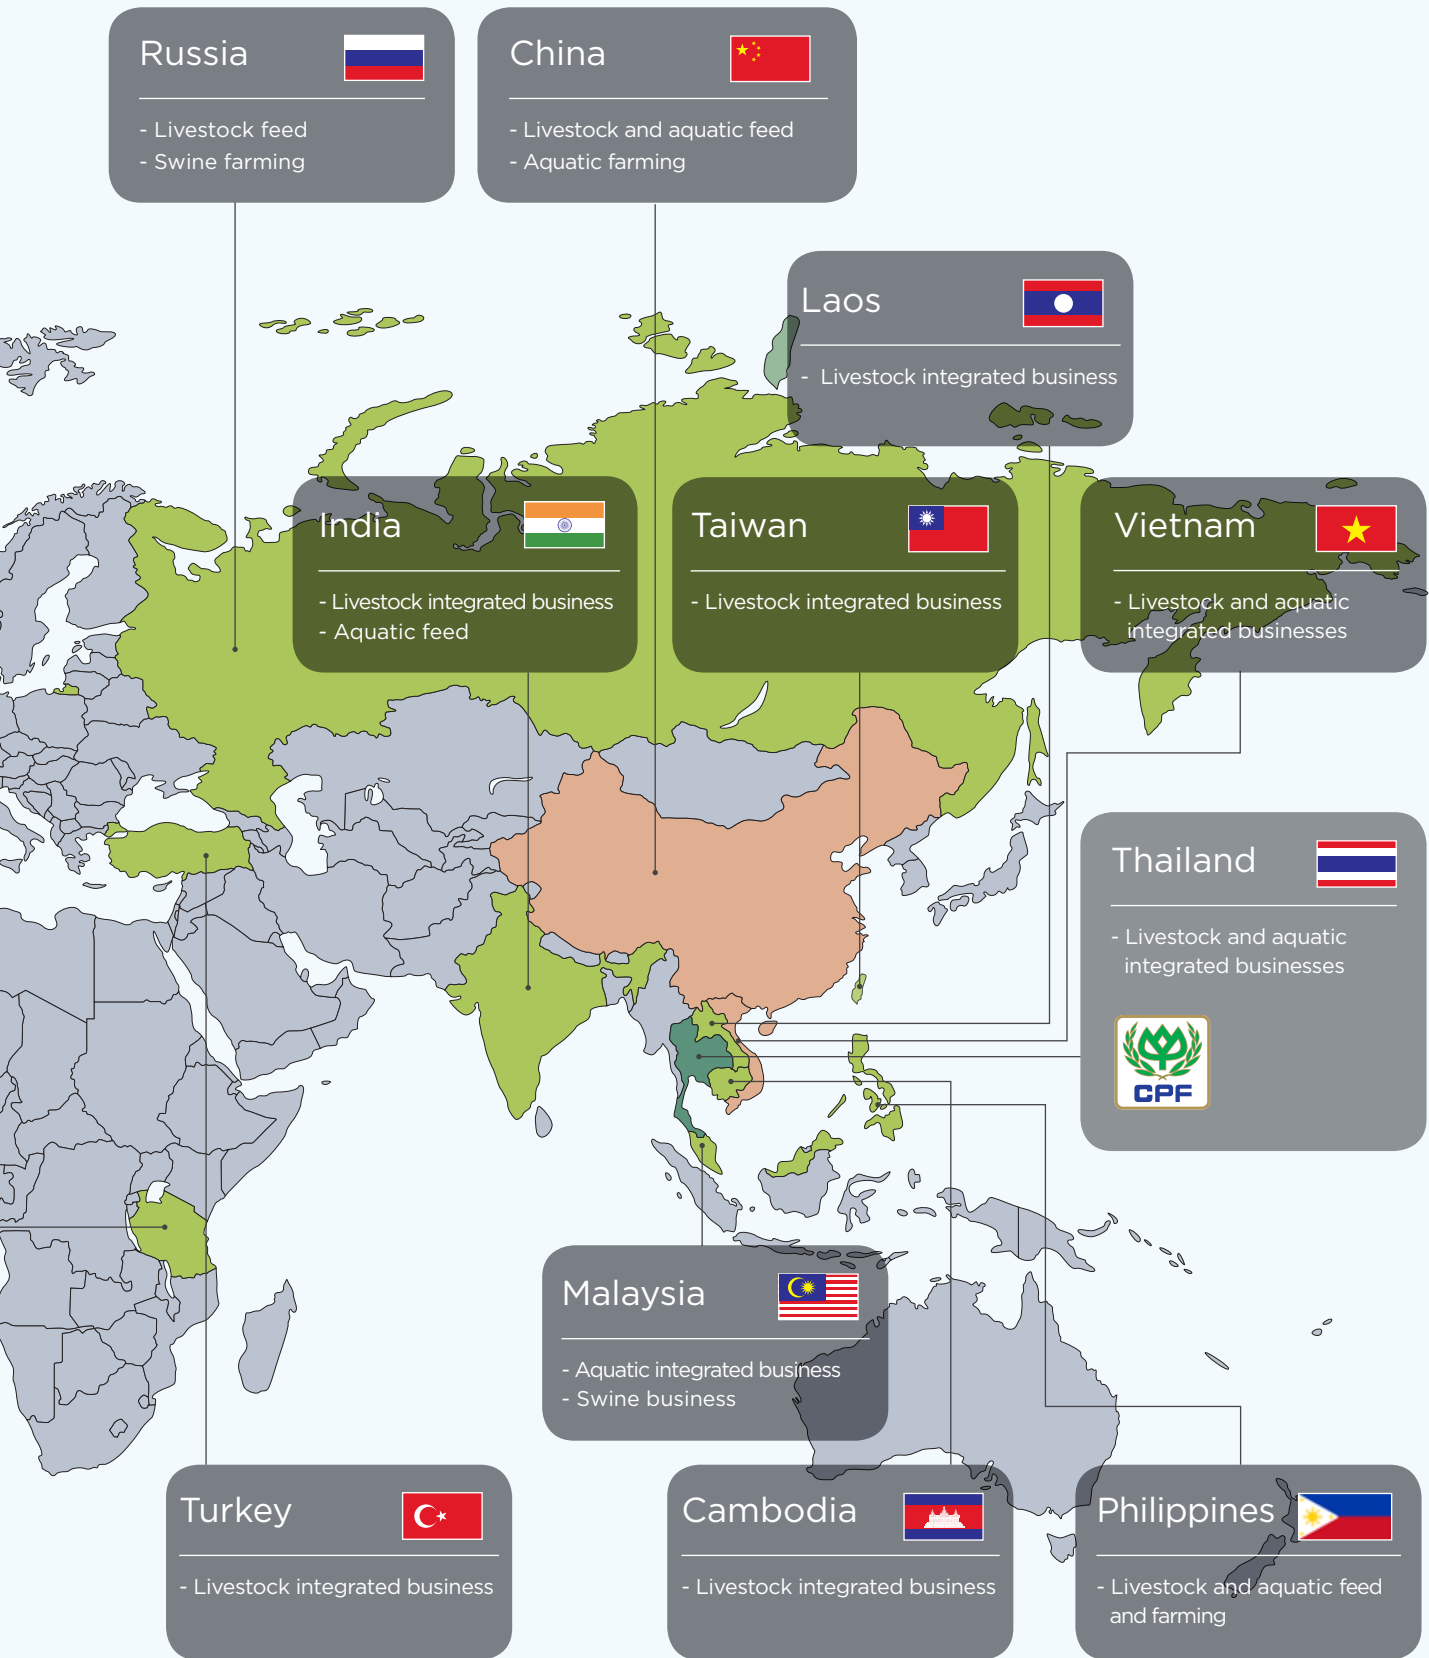 Russia
- Livestock feed
- Swine farming
China
- Livestock and aquatic feed
- Aquatic farming
Laos
- Livestock integrated business
India
- Livestock integrated business
- Aquatic feed
Taiwan
- Livestock integrated business
Vietnam
- Livestock and aquatic
integrated businesses
Thailand
- Livestock and aquatic
integrated businesses
CPF
Malaysia
- Aquatic integrated business
- Swine business
Turkey
- Livestock integrated business
Cambodia
- Livestock integrated business
Philippines
- Livestock and aquatic feed
and farming